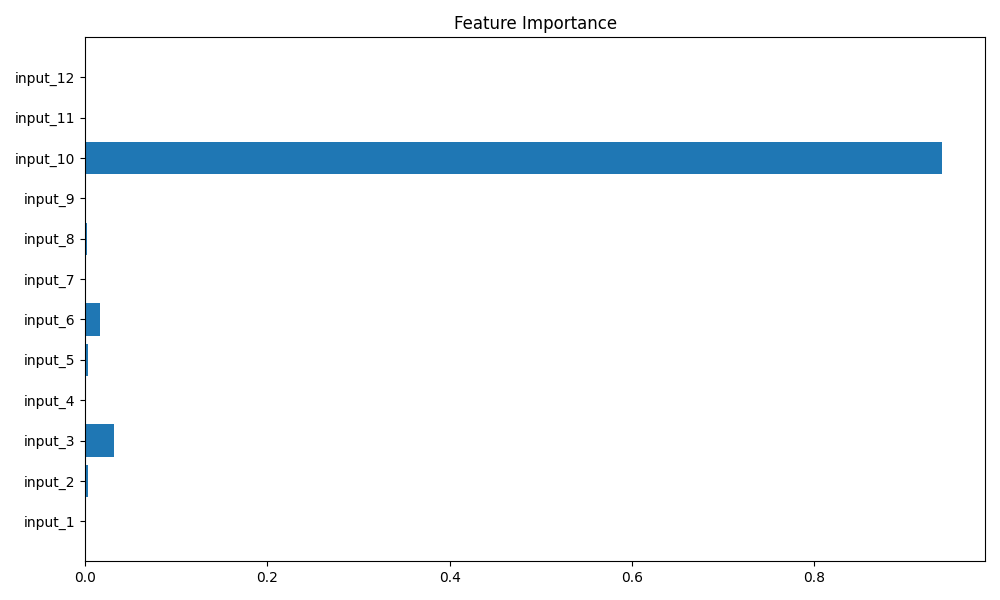 Feature Importance
input_12
input_11
input_10
input_9
input_8
input_7
input_6
input_5
input_4
input_3
input_2
input_1
0.0 0.2 0.4 0.6 0.8